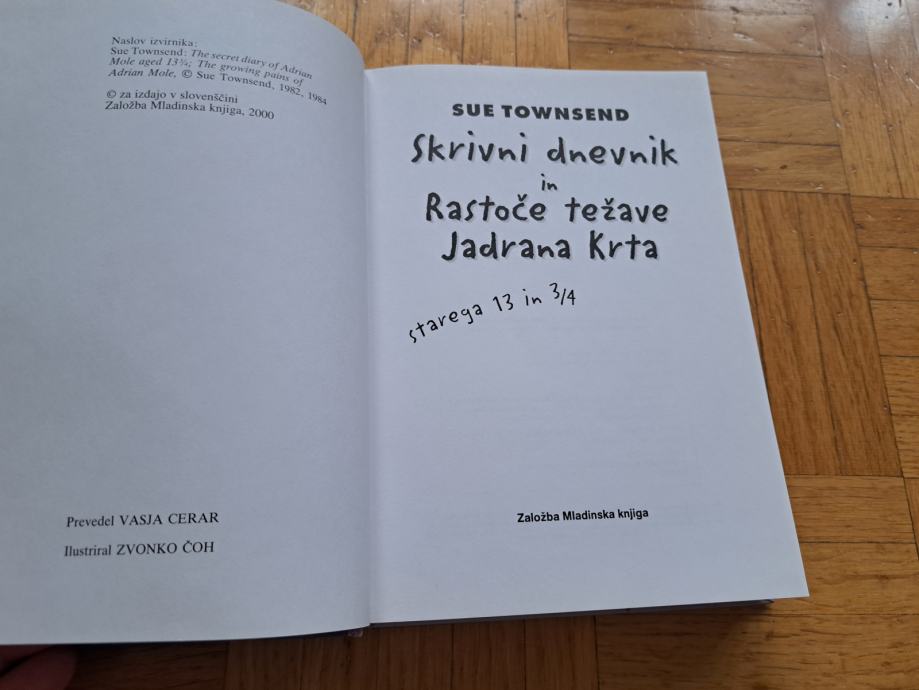 Naslov izvirnika:
Sue Townsend: The secret diary of Adrian
Mole aged 13¾; The growing pains of
Adrian Mole, © Sue Townsend, 1982, 1984
© za izdajo v slovenščini
Založba Mladinska knjiga, 2000
Prevedel VASJA CERAR
Ilustriral ZVONKO ČOH
SUE TOWNSEND
Skrivni dnevnik
in
Rastoče težave
Jadrana Krta
starega 13 in 3/4
Založba Mladinska knjiga